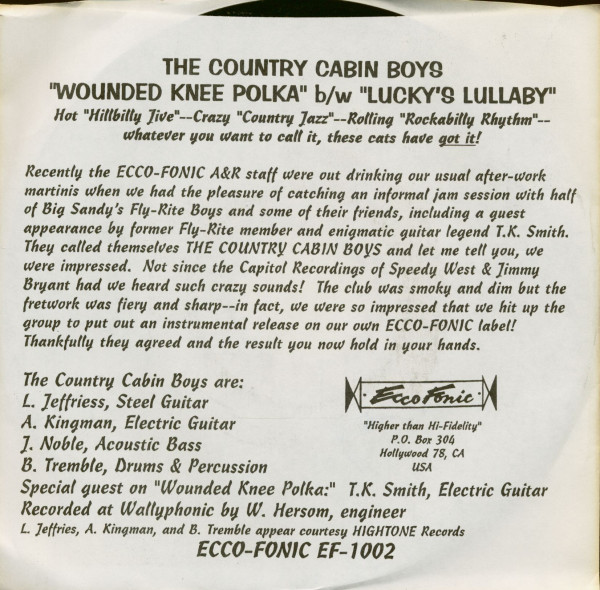 THE COUNTRY CABIN BOYS
"WOUNDED KNEE POLKA" b/w "LUCKY'S LULLABY"
Hot "Hillbilly Jive"--Crazy "Country Jazz"--Rolling "Rockabilly Rhythm"--
whatever you want to call it, these cats have got it!
Recently the ECCO-FONIC A&R staff were out drinking our usual after-work
martinis when we had the pleasure of catching an informal jam session with half
of Big Sandy's Fly-Rite Boys and some of their friends, including a guest
appearance by former Fly-Rite member and enigmatic guitar legend T.K. Smith.
They called themselves THE COUNTRY CABIN BOYS and let me tell you, we
were impressed. Not since the Capitol Recordings of Speedy West & Jimmy
Bryant had we heard such crazy sounds! The club was smoky and dim but the
fretwork was fiery and sharp--in fact, we were so impressed that we hit up the
group to put out an instrumental release on our own ECCO-FONIC label!
Thankfully they agreed and the result you now hold in your hands.
The Country Cabin Boys are:
L. Jeffriess, Steel Guitar
A. Kingman, Electric Guitar
J. Noble, Acoustic Bass
B. Tremble, Drums & Percussion
Special guest on "Wounded Knee Polka:" T.K. Smith, Electric Guitar
Recorded at Wallyphonic by W. Hersom, engineer
L. Jeffries, A. Kingman, and B. Tremble appear courtesy HIGHTONE Records
Ecco-Fonic
"Higher than Hi-Fidelity"
P.O. Box 304
Hollywood 78, CA
USA
ECCO-FONIC EF-1002